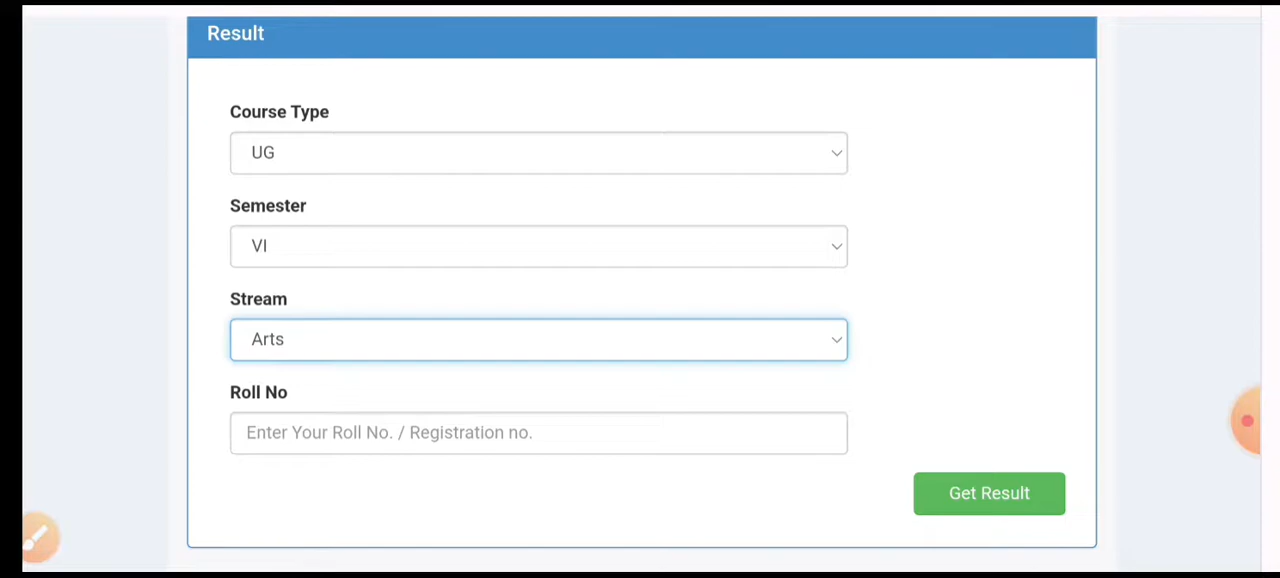 Result
Course Type
UG
Semester
VI
Stream
Arts
Roll No
Enter Your Roll No. / Registration no.
Get Result